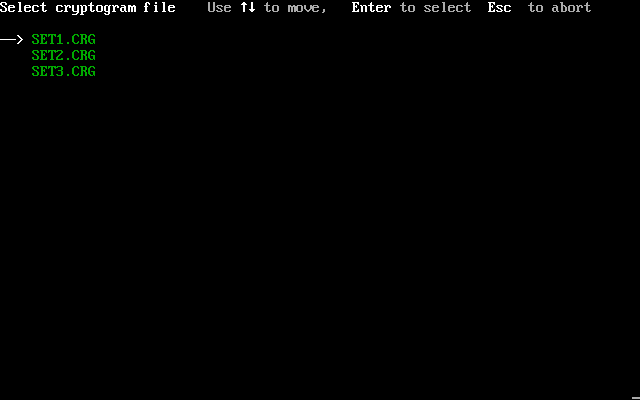 Select cryptogram file    Use ↑↓ to move,   Enter to select  Esc  to abort
──> SET1.CRG
SET2.CRG
SET3.CRG